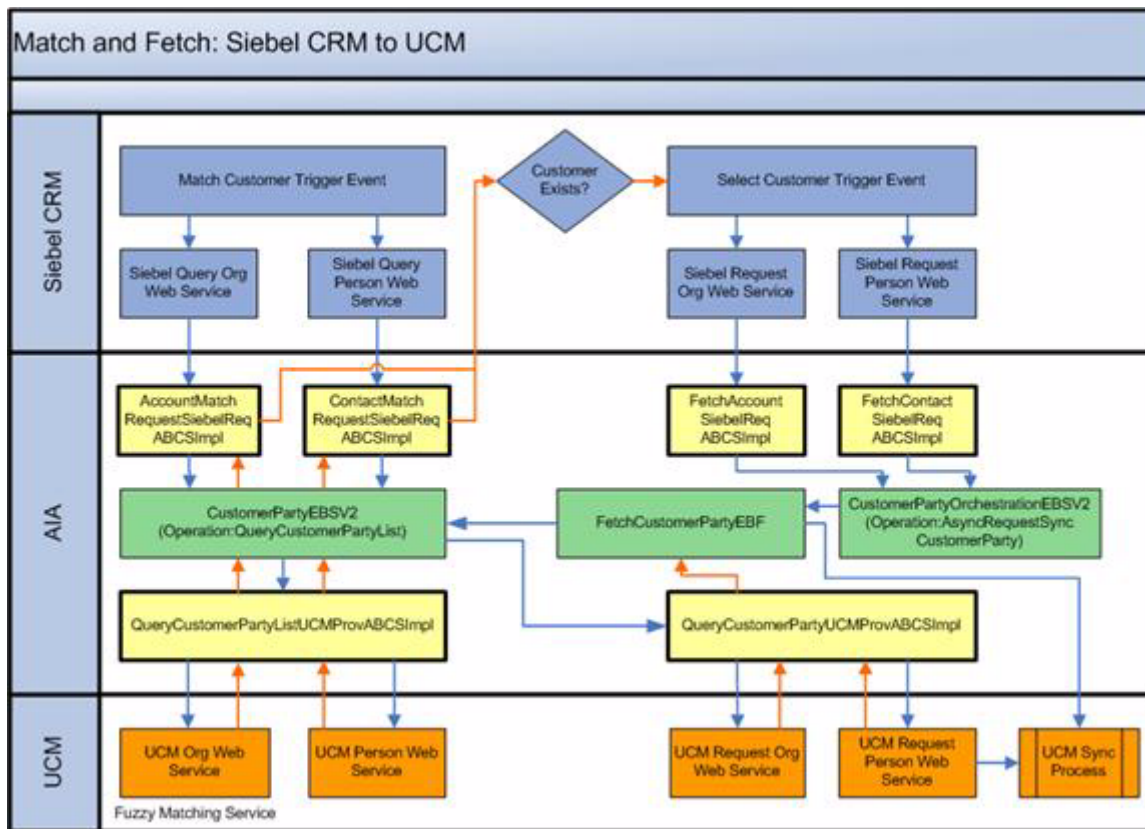 Match and Fetch: Siebel CRM to UCM
Siebel CRM
Match Customer Trigger Event
Customer
Exists?
Select Customer Trigger Event
Siebel Query Org
Web Service
Siebel Query
Person Web
Service
Siebel Request
Org Web Service
Siebel Request
Person Web
Service
AIA
AccountMatch
RequestSiebelReq
ABCSImpl
ContactMatch
RequestSiebelReq
ABCSImpl
FetchAccount
SiebelReq
ABCSImpl
FetchContact
SiebelReq
ABCSImpl
CustomerPartyEBSV2
(Operation:QueryCustomerPartyList)
FetchCustomerPartyEBF
CustomerPartyOrchestrationEBSV2
(Operation:AsyncRequestSync
CustomerParty)
QueryCustomerPartyListUCMProvABCSImpl
QueryCustomerPartyUCMProvABCSImpl
UCM
UCM Org Web
Service
UCM Person Web
Service
UCM Request Org
Web Service
UCM Request
Person Web
Service
UCM Sync
Process
Fuzzy Matching Service